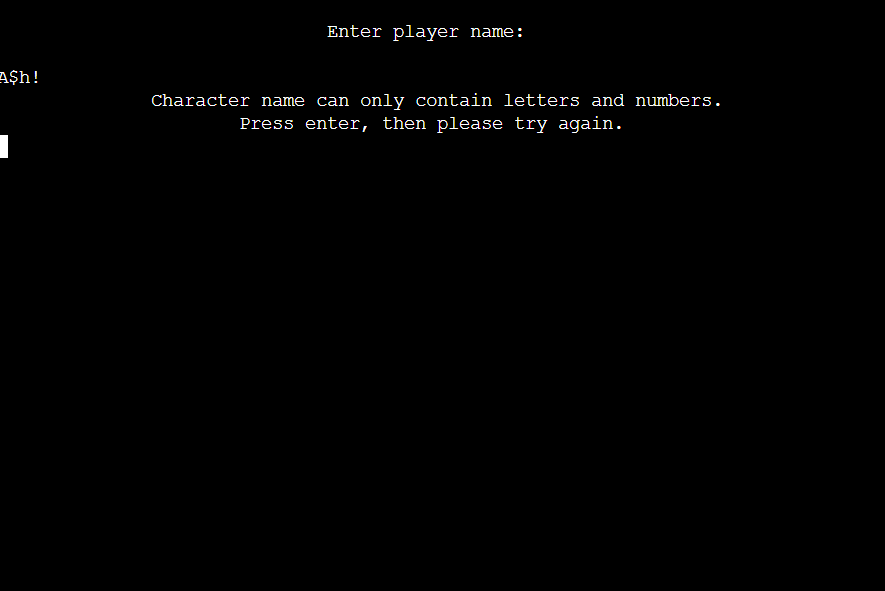 Enter player name:
A$h!
Character name can only contain letters and numbers.
Press enter, then please try again.